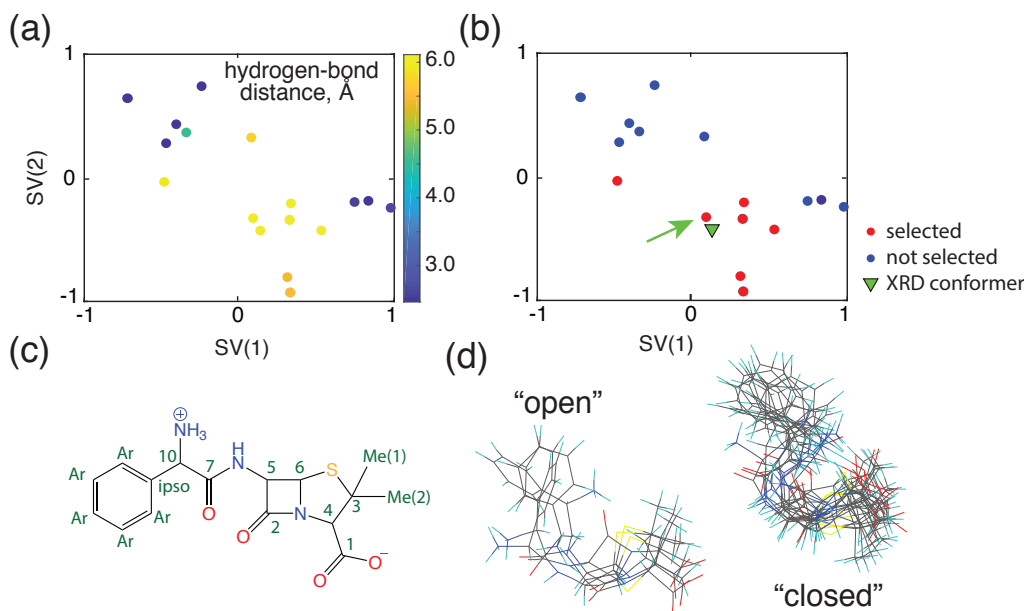 (a)
1
hydrogen-bond
distance, Å
SV(2)
0
-1
-1
0
1
SV(1)
6.0
5.0
4.0
3.0
(b)
1
0
-1
-1
0
1
SV(1)
selected
not selected
XRD conformer
(c)
⊕
NH3
10
H
N
S
Me(1)
Ar
Ar
7
5
6
Me(2)
ipso
3
Ar
Ar
O
2
N
4
Ar
O
1
O−
O
(d)
"open"
"closed"